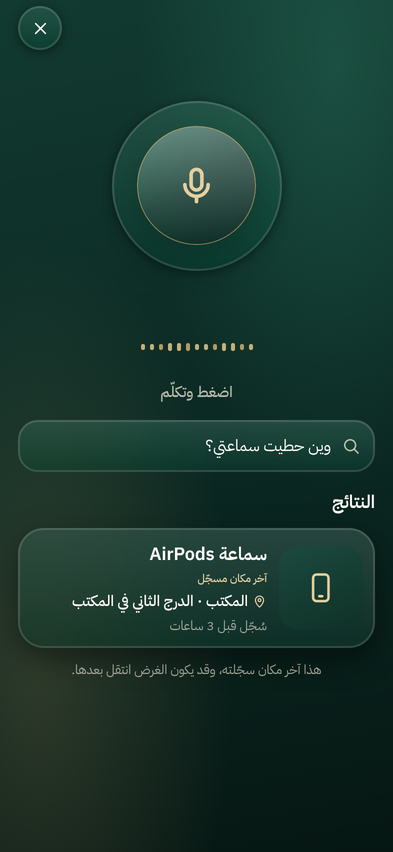 اضغط وتكلّم
وين حطيت سماعتي؟
النتائج
سماعة AirPods
آخر مكان مسجّل
المكتب · الدرج الثاني في المكتب
سُجّل قبل 3 ساعات
هذا آخر مكان سجّلته، وقد يكون الغرض انتقل بعدها.